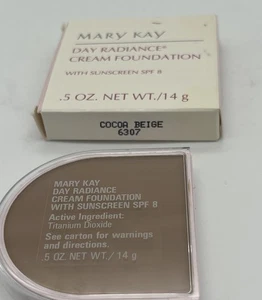 MARY KAY
DAY RADIANCE®
CREAM FOUNDATION
WITH SUNSCREEN SPF 8
.5 OZ. NET WT./14 g
COCOA BEIGE
6307
MARY KAY
DAY RADIANCE
CREAM FOUNDATION
WITH SUNSCREEN SPF 8
Active Ingredient:
Titanium Dioxide
See carton for warnings
and directions.
.5 OZ. NET WT./ 14 g